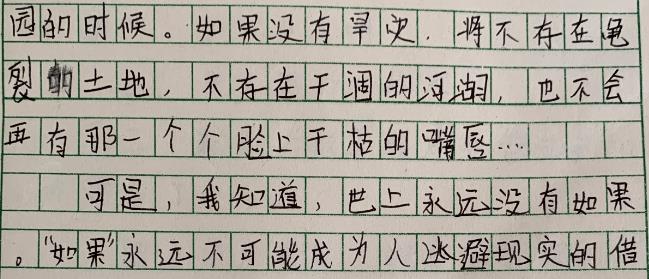 园的时候。如果没有旱灾，将不存在龟
裂的土地，不存在干涸的河湖，也不会
再有那一个个脸上干枯的嘴唇…
可是，我知道，世上永远没有如果
。“如果”永远不可能成为人逃避现实的借